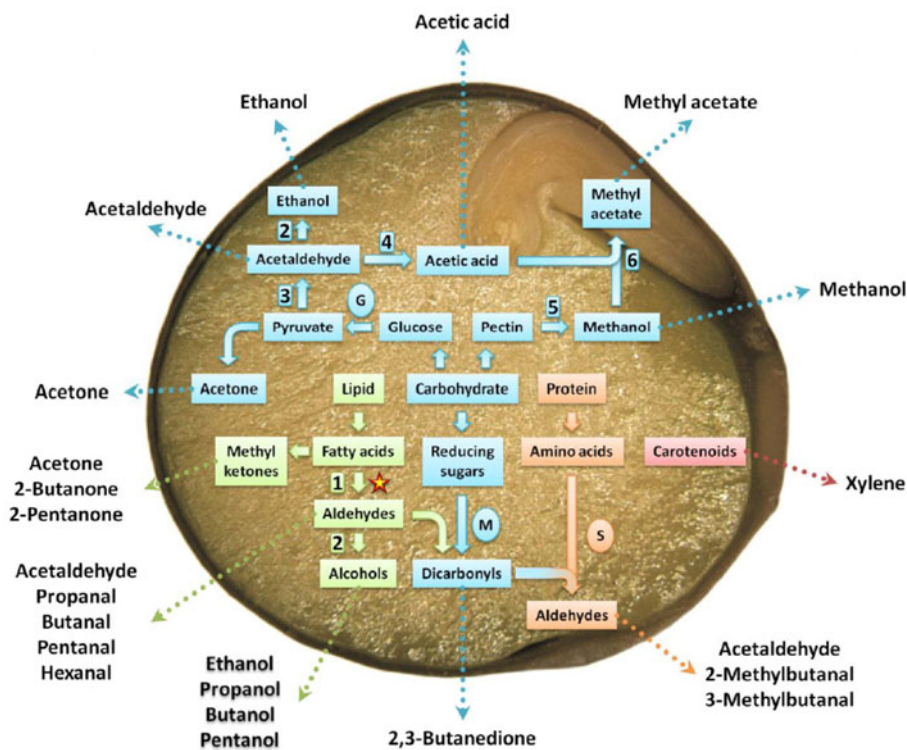 Acetic acid
Ethanol
Methyl acetate
Ethanol
Methyl
acetate
Acetaldehyde
2
4
Acetaldehyde
Acetic acid
6
3
G
5
Methanol
Pyruvate
Glucose
Pectin
Methanol
Acetone
Acetone
Lipid
Carbohydrate
Protein
Methyl
ketones
Fatty acids
Reducing
sugars
Amino acids
Carotenoids
Acetone
2-Butanone
2-Pentanone
Xylene
1
Aldehydes
M
S
2
Alcohols
Dicarbonyls
Aldehydes
Acetaldehyde
Propanal
Butanal
Pentanal
Hexanal
Ethanol
Propanol
Butanol
Pentanol
2,3-Butanedione
Acetaldehyde
2-Methylbutanal
3-Methylbutanal